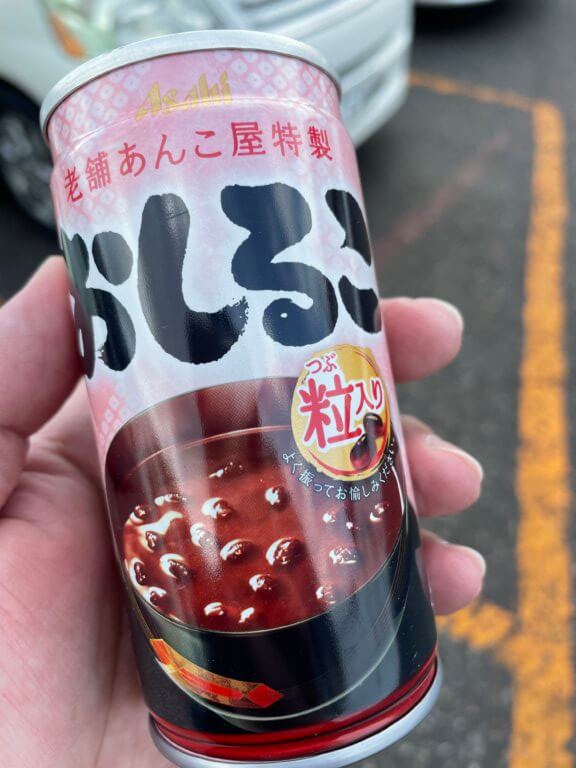 Asahi
老舗あんこ屋特製
おしるこ
つぶ
粒入り
よく振ってお愉しみください